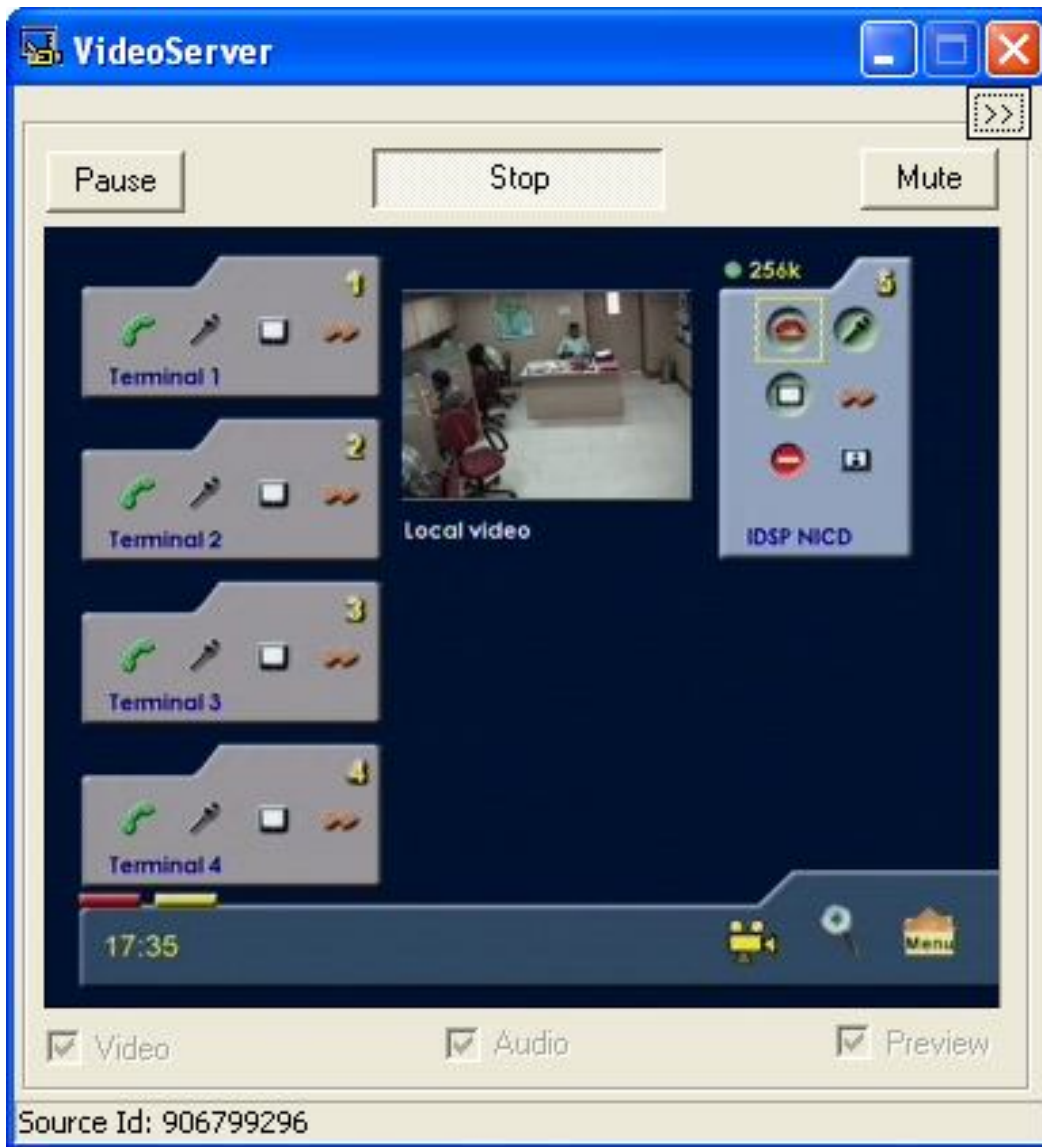 VideoServer
>>
Pause Stop Mute
1
Terminal 1
2
Terminal 2
3
Terminal 3
4
Terminal 4
Local video
256k
5
IDSP NICD
17:35
Menu
Video Audio Preview
Source Id: 906799296